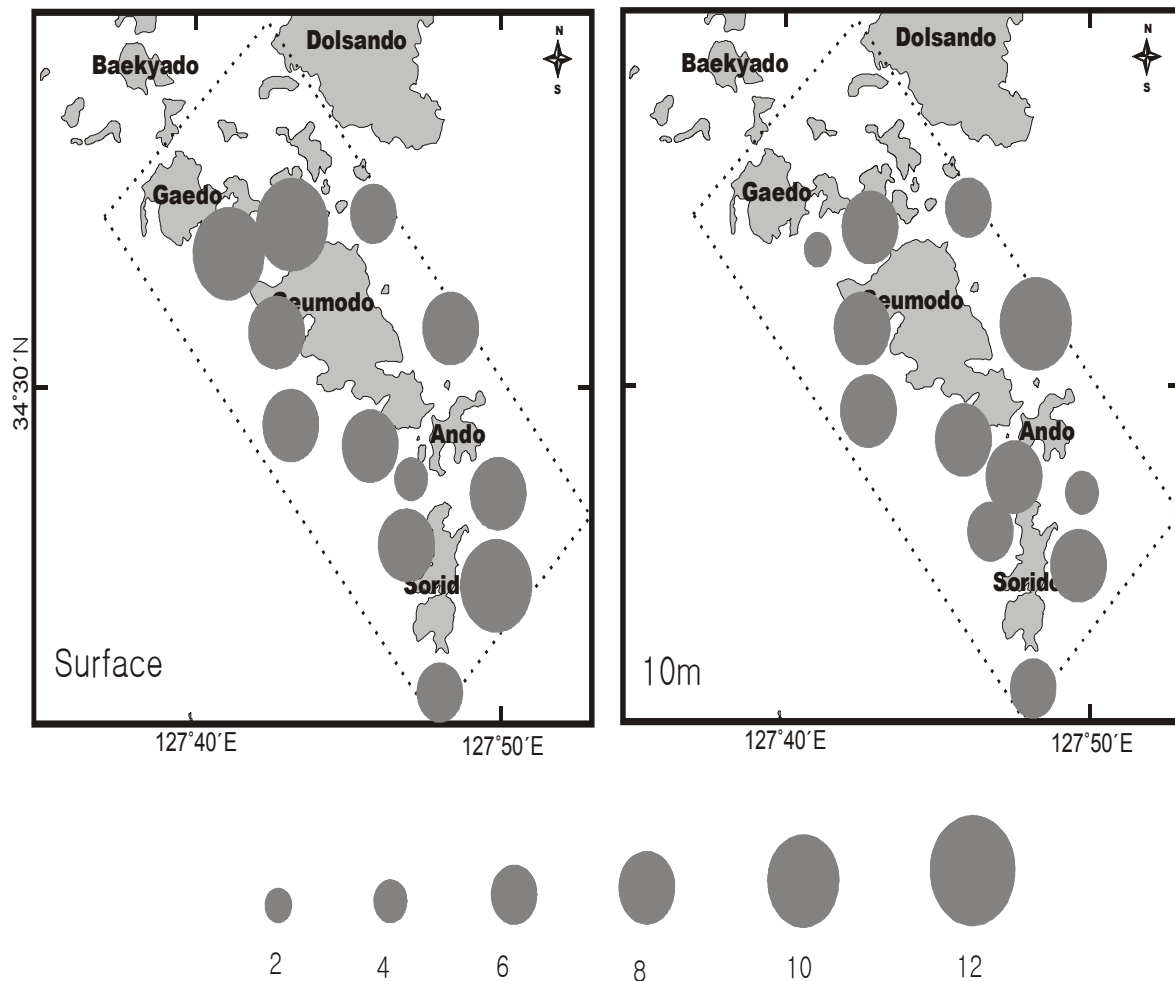 Dolsando
Baekyado
N
S
Gaedo
Geumodo
34°30′N
Ando
Sorid
Surface
127°40′E
127°50′E
Dolsando
Baekyado
N
S
Gaedo
Geumodo
Ando
Sorido
10m
127°40′E
127°50′E
2 4 6 8 10 12